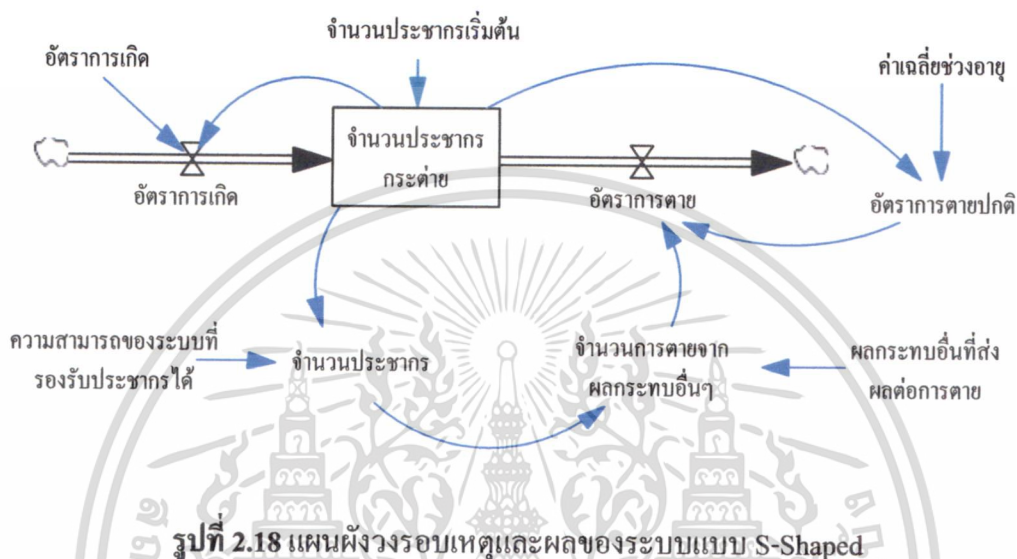 จำนวนประชากรเริ่มต้น
อัตราการเกิด
ค่าเฉลี่ยช่วงอายุ
จำนวนประชากร
กระต่าย
อัตราการเกิด
อัตราการตาย
อัตราการตายปกติ
ความสามารถของระบบที่
รองรับประชากรได้
จำนวนประชากร
จำนวนการตายจาก
ผลกระทบอื่นๆ
ผลกระทบอื่นที่ส่ง
ผลต่อการตาย
รูปที่ 2.18 แผนผังวงรอบเหตุและผลของระบบแบบ S-Shaped